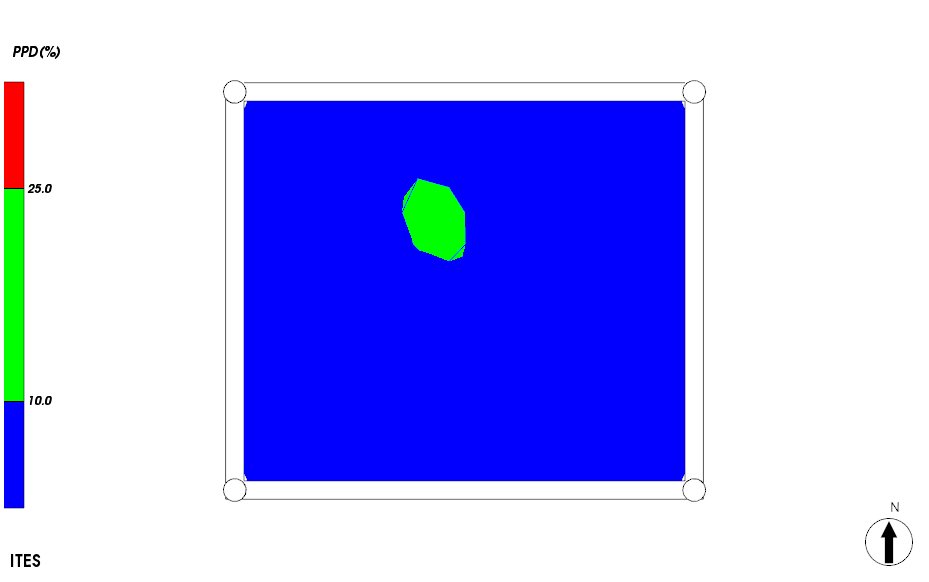 PPD(%)
25.0
10.0
N
ITES